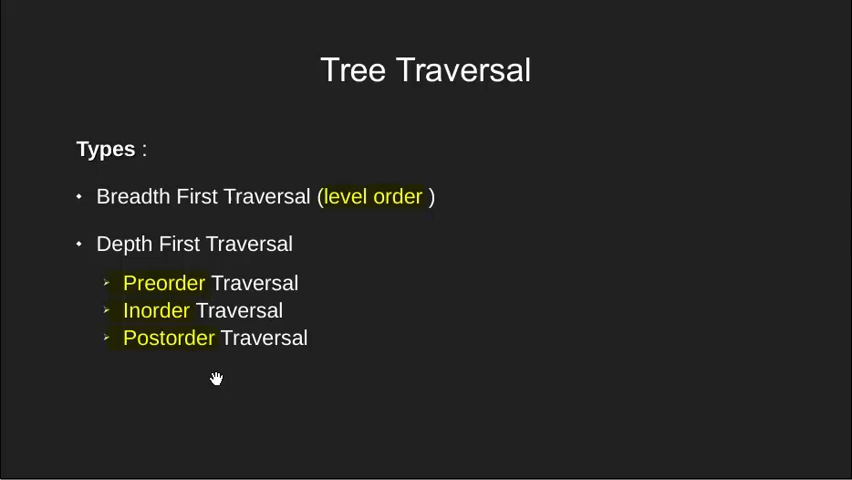 Tree Traversal
Types :
Breadth First Traversal (level order )
Depth First Traversal
Preorder Traversal
Inorder Traversal
Postorder Traversal